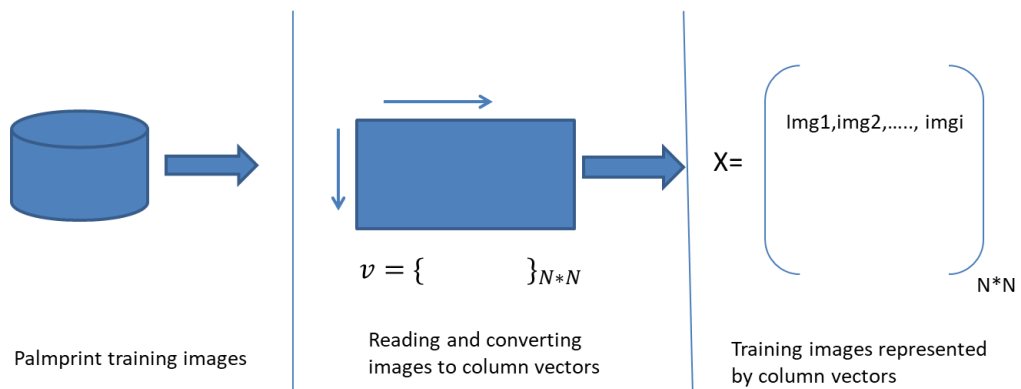 Palmprint training images
v = { }N*N
Reading and converting
images to column vectors
X=
Img1,img2,....., imgi
N*N
Training images represented
by column vectors